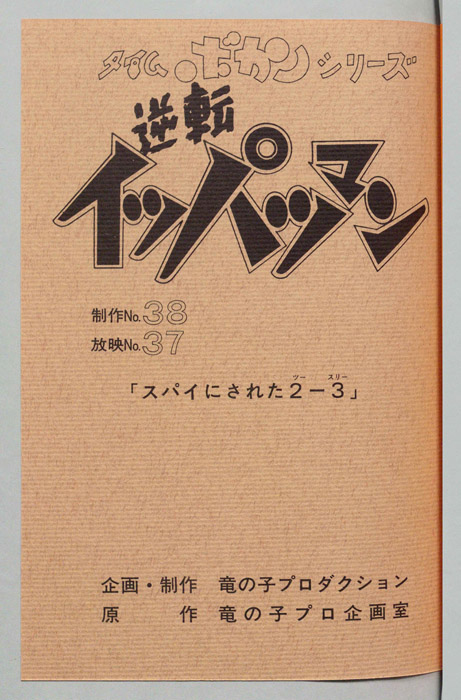 タイムボカンシリーズ
逆転
イッパツマン
制作No.38
放映No.37
ツー スリー
「スパイにされた2−3」
企画・制作 竜の子プロダクション
原作 竜の子プロ企画室